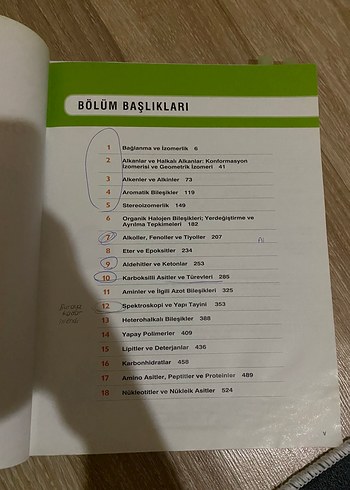 BÖLÜM BAŞLIKLARI
1 Bağlanma ve İzomerlik 6
2 Alkanlar ve Halkalı Alkanlar; Konformasyon
İzomerisi ve Geometrik İzomeri 41
3 Alkenler ve Alkinler 73
4 Aromatik Bileşikler 119
5 Stereoizomerlik 149
6 Organik Halojen Bileşikleri; Yerdeğiştirme ve
Ayrılma Tepkimeleri 182
7 Alkoller, Fenoller ve Tiyoller 207
8 Eter ve Epoksitler 234
9 Aldehitler ve Ketonlar 253
10 Karboksilli Asitler ve Türevleri 285
11 Aminler ve İlgili Azot Bileşikleri 325
12 Spektroskopi ve Yapı Tayini 353
13 Heterohalkalı Bileşikler 388
14 Yapay Polimerler 409
15 Lipitler ve Deterjanlar 436
16 Karbonhidratlar 458
17 Amino Asitler, Peptitler ve Proteinler 489
18 Nükleotitler ve Nükleik Asitler 524
v